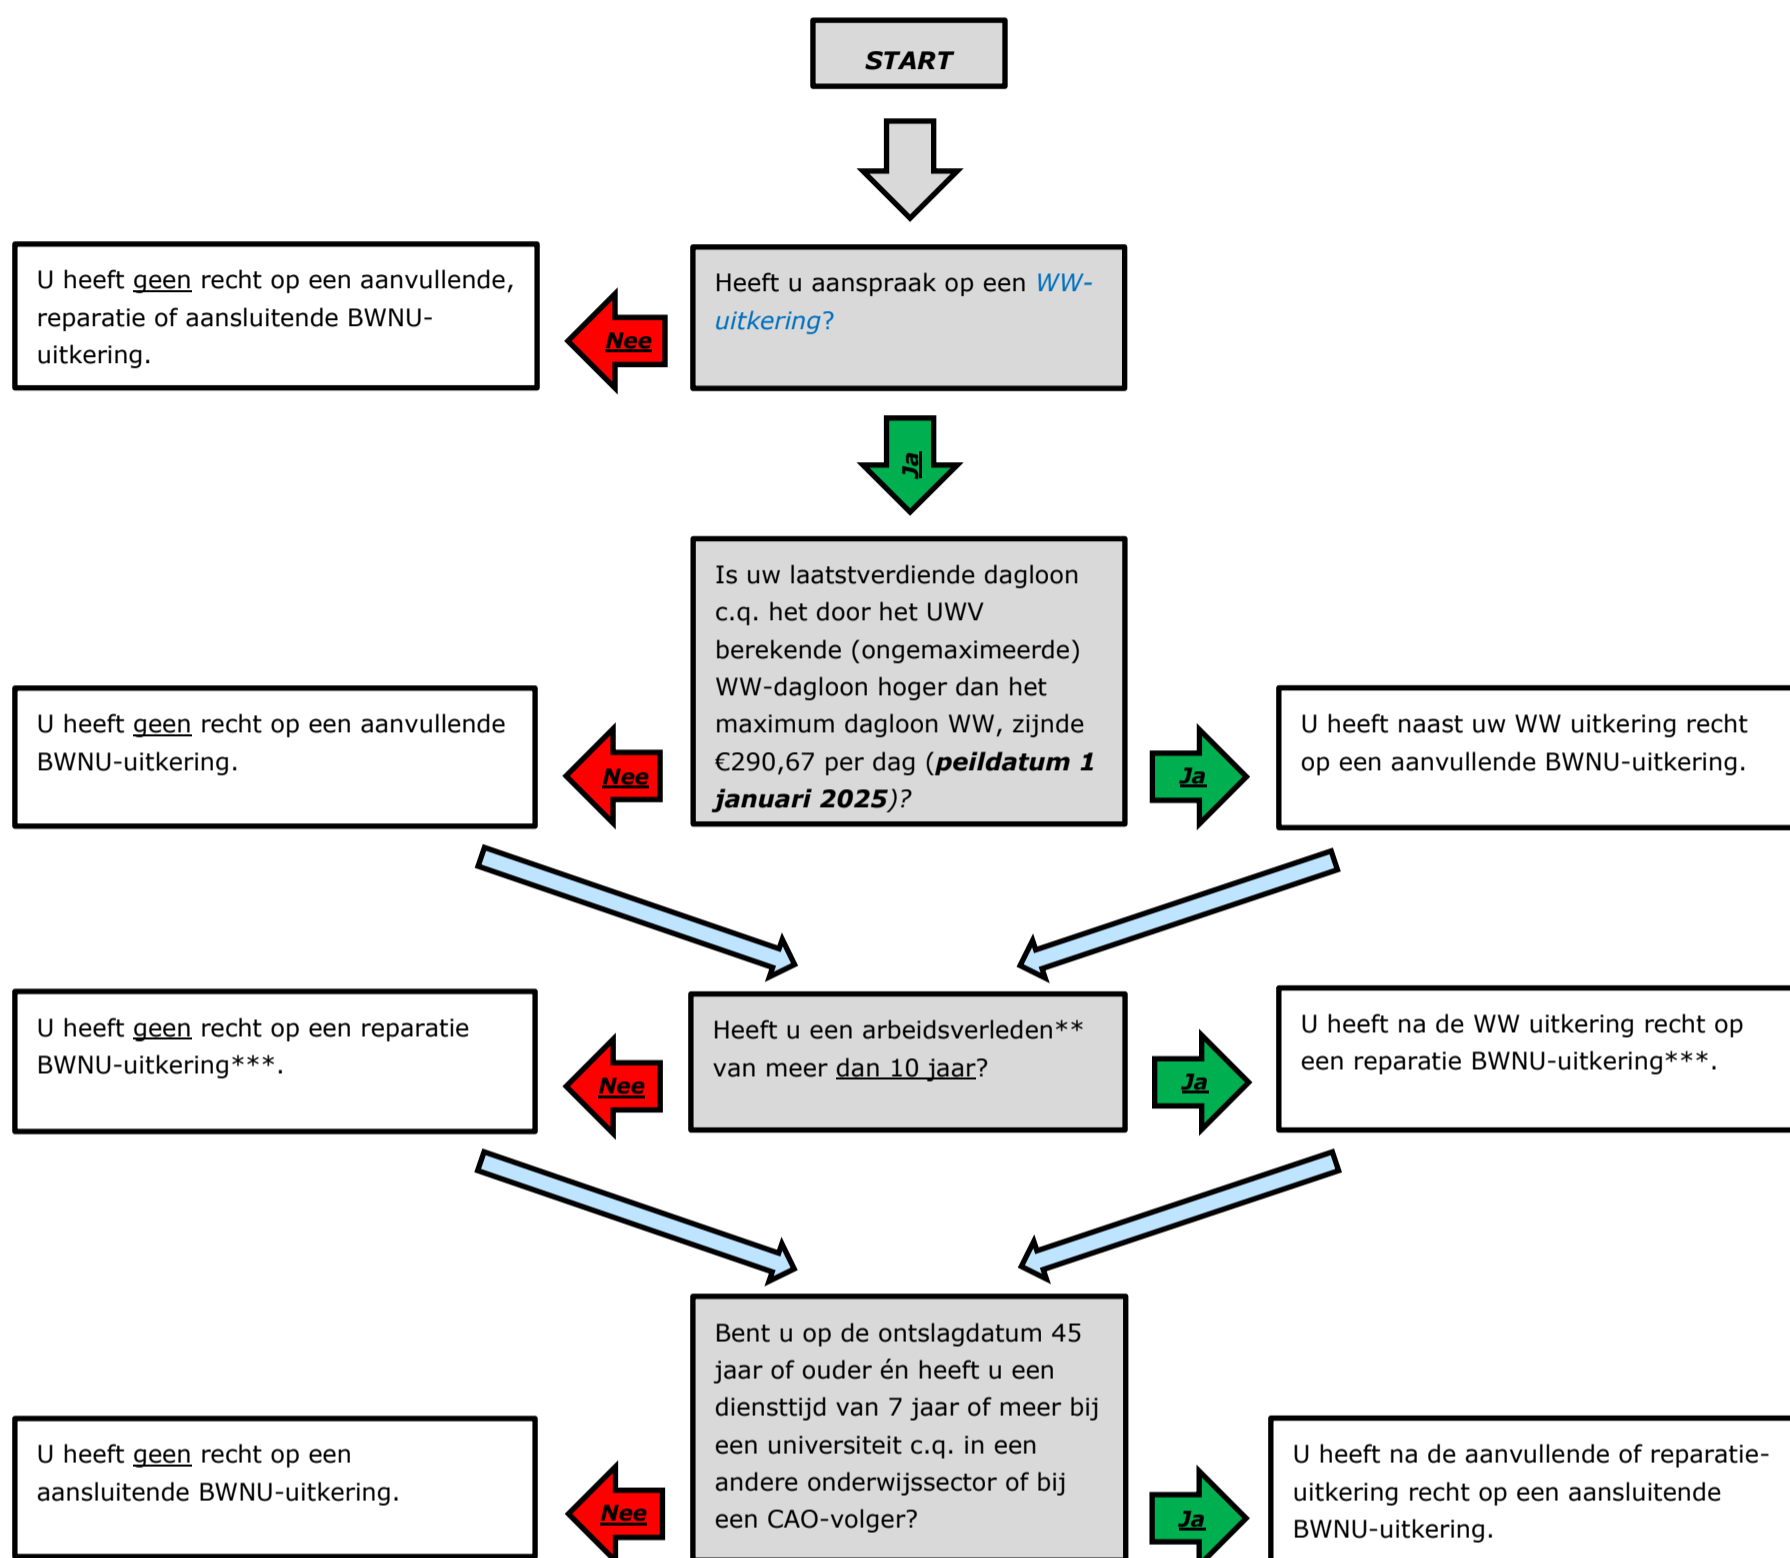 START
U heeft geen recht op een aanvullende,
reparatie of aansluitende BWNU-
uitkering.
Nee
Heeft u aanspraak op een WW-
uitkering?
Ja
Is uw laatstverdiende dagloon
c.q. het door het UWV
berekende (ongemaximeerde)
WW-dagloon hoger dan het
maximum dagloon WW, zijnde
€290,67 per dag (peildatum 1
januari 2025)?
U heeft geen recht op een aanvullende
BWNU-uitkering.
Nee
Ja
U heeft naast uw WW uitkering recht
op een aanvullende BWNU-uitkering.
U heeft geen recht op een reparatie
BWNU-uitkering***.
Nee
Heeft u een arbeidsverleden**
van meer dan 10 jaar?
Ja
U heeft na de WW uitkering recht op
een reparatie BWNU-uitkering***.
Bent u op de ontslagdatum 45
jaar of ouder én heeft u een
diensttijd van 7 jaar of meer bij
een universiteit c.q. in een
andere onderwijssector of bij
een CAO-volger?
U heeft geen recht op een
aansluitende BWNU-uitkering.
Nee
Ja
U heeft na de aanvullende of reparatie-
uitkering recht op een aansluitende
BWNU-uitkering.